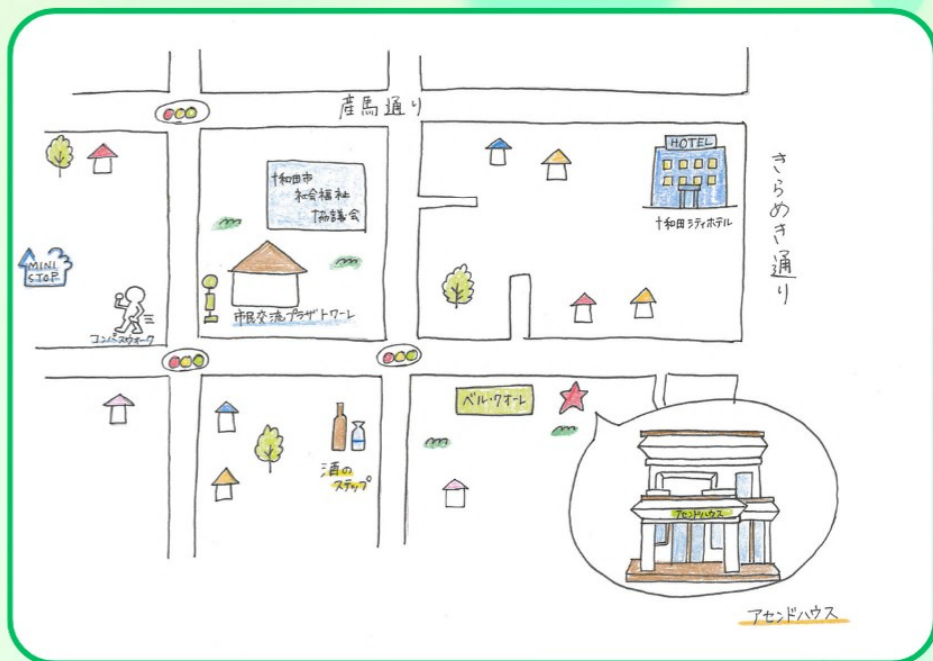 産馬通り
HOTEL
十和田シティホテル
きらめき通り
十和田市
社会福祉
協議会
MINI
STOP
市民交流プラザトワーレ
コンパスウォーク
ベル・クオーレ
酒の
ステップ
アセンドハウス
アセンドハウス